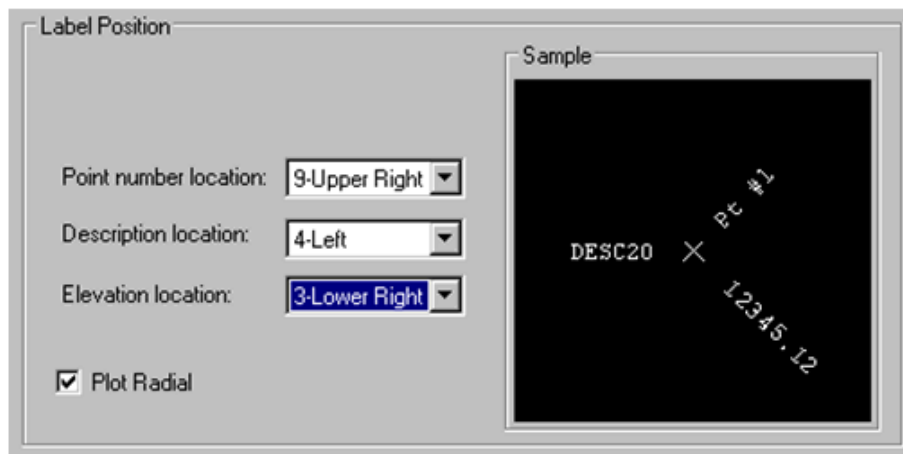 Label Position
Sample
Point number location: 9-Upper Right
Description location: 4-Left
Elevation location: 3-Lower Right
Plot Radial
Pt #1
DESC20
12345.12